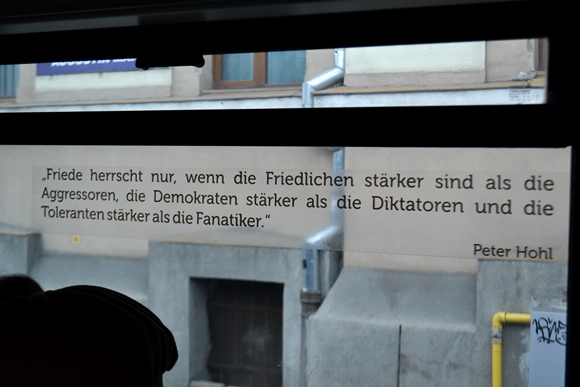 „Friede herrscht nur, wenn die Friedlichen stärker sind als die
Aggressoren, die Demokraten stärker als die Diktatoren und die
Toleranten stärker als die Fanatiker.“
Peter Hohl